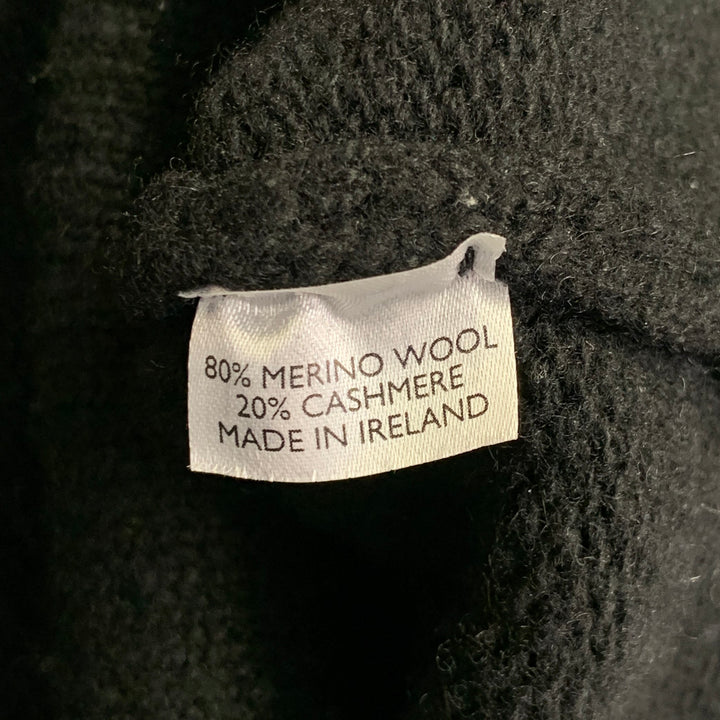 80% MERINO WOOL
20% CASHMERE
MADE IN IRELAND